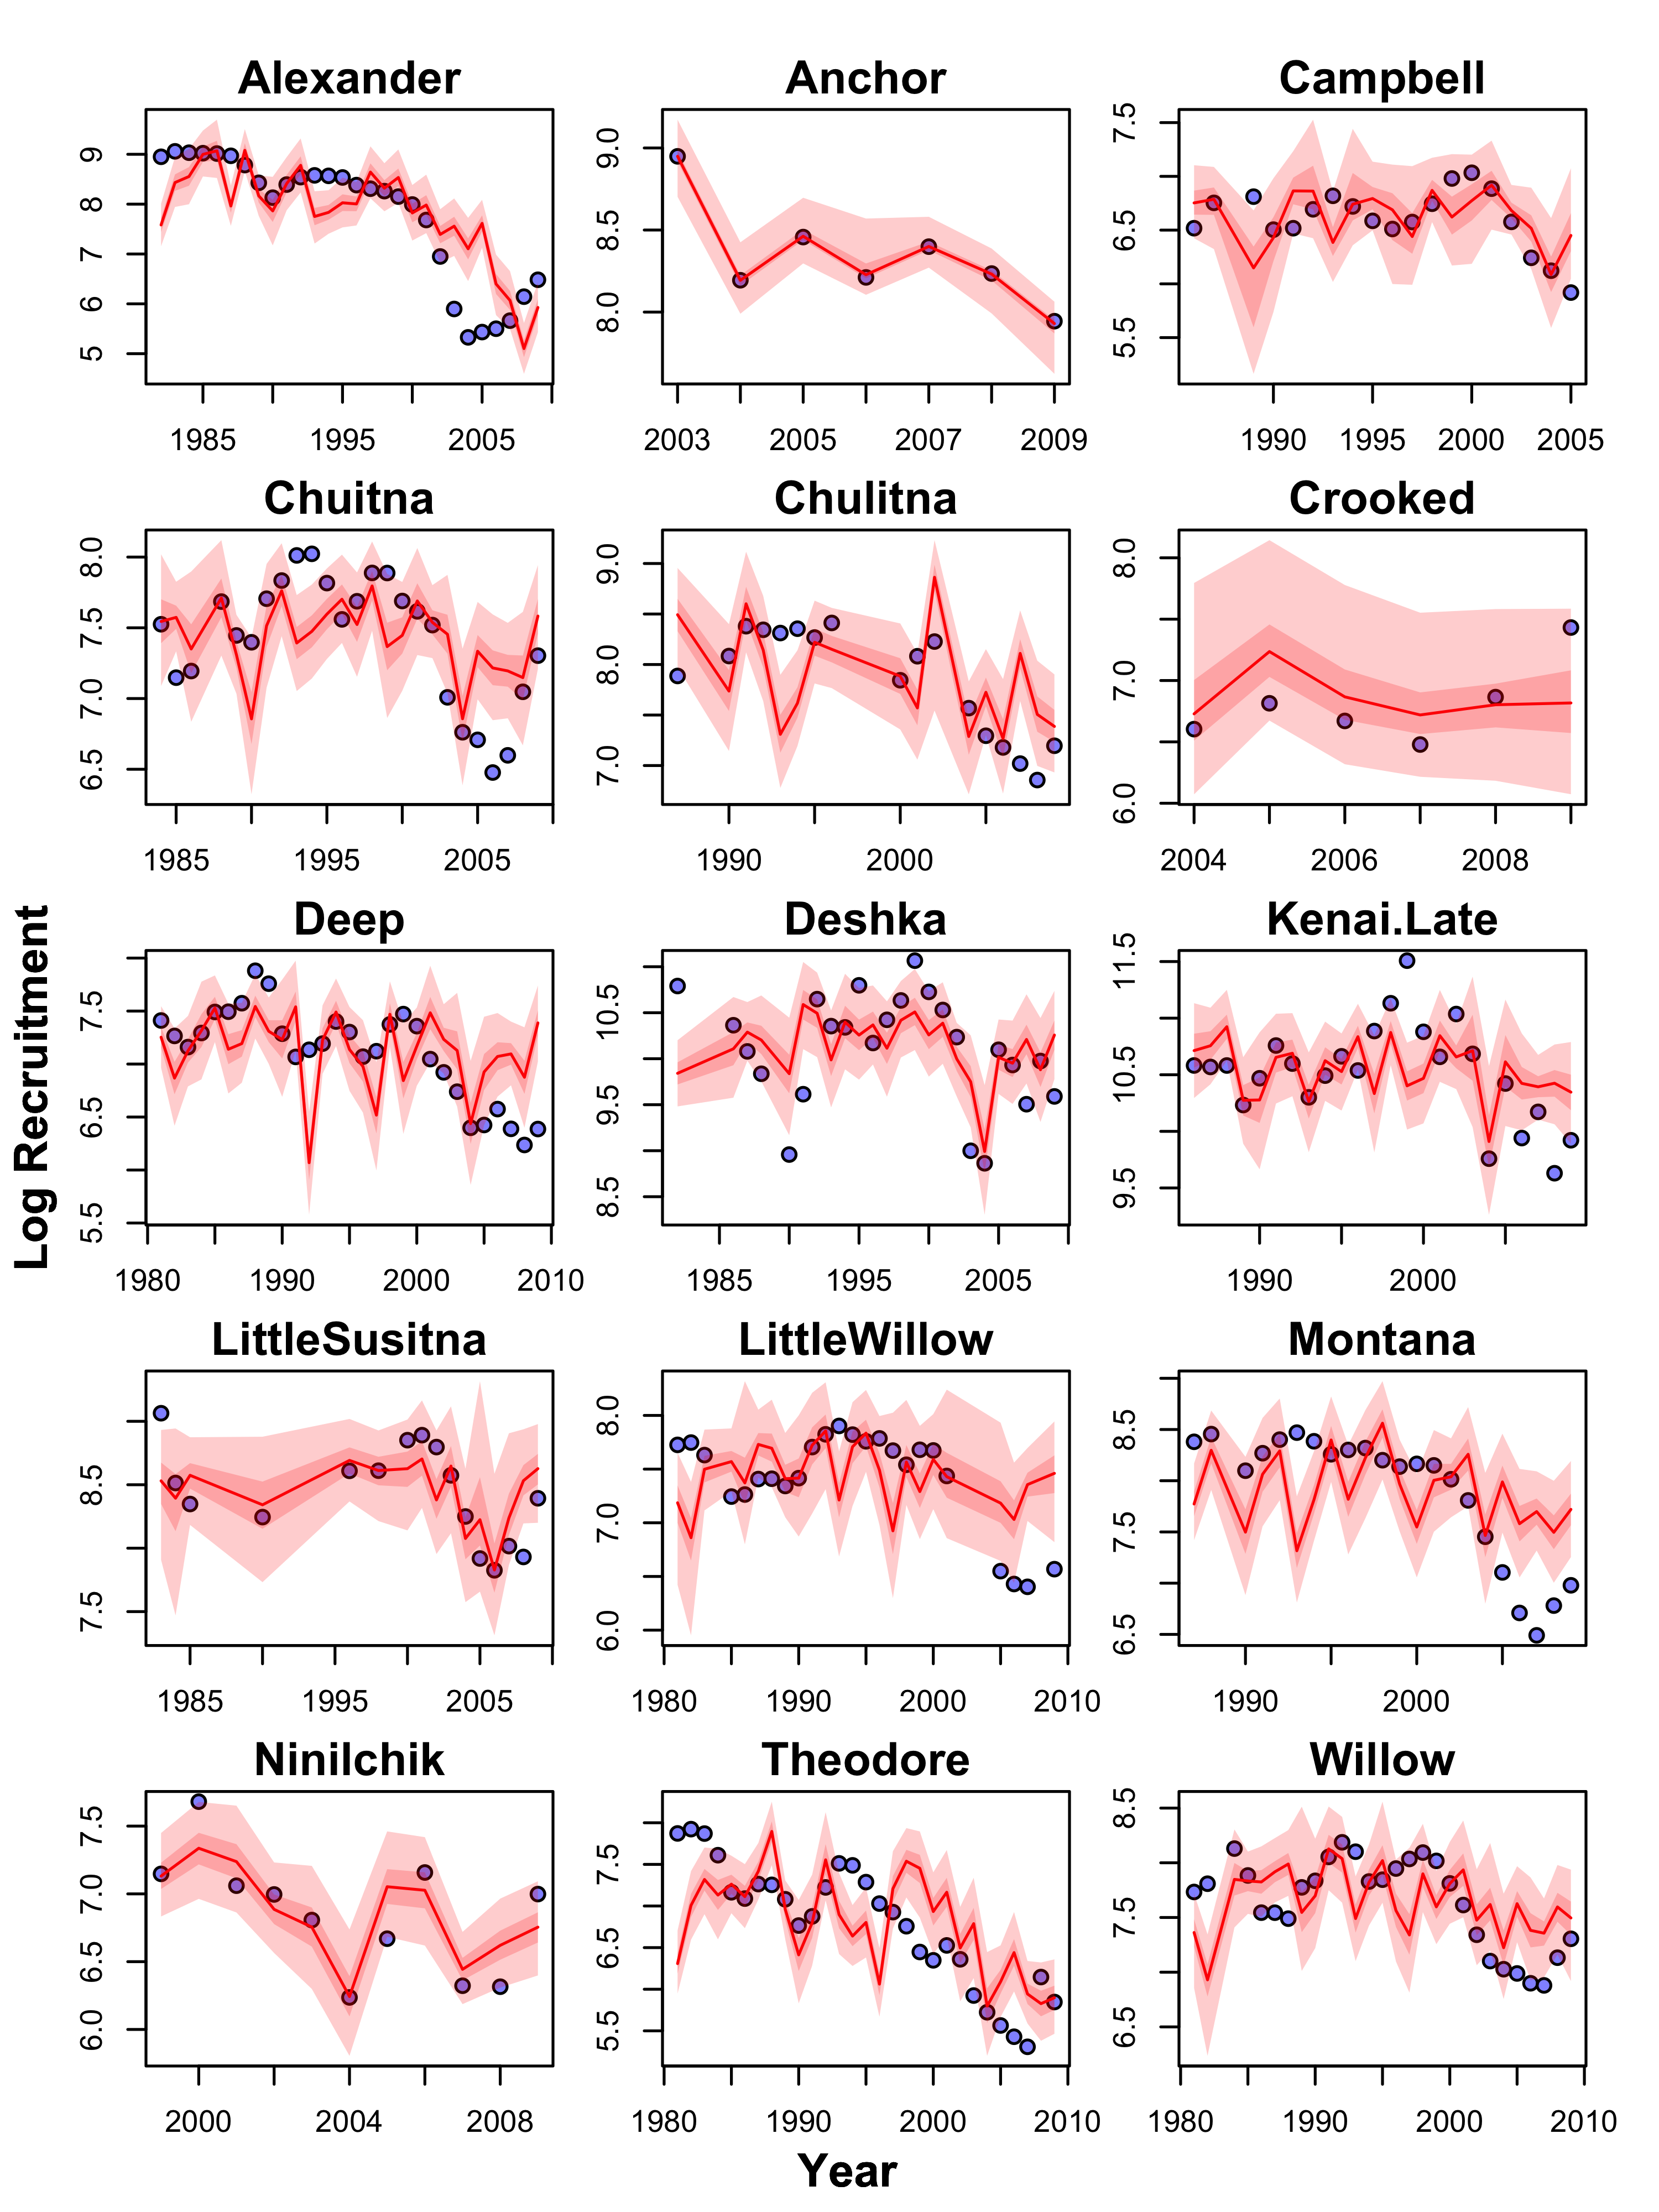 Alexander Anchor Campbell
9 8 7 6 5
9.0 8.5 8.0
7.5 6.5 5.5
1985 1995 2005
2003 2005 2007 2009
1990 1995 2000 2005
Chuitna Chulitna Crooked
8.0 7.5 7.0 6.5
9.0 8.0 7.0
8.0 7.0 6.0
1985 1995 2005
1990 2000
2004 2006 2008
Deep Deshka Kenai.Late
7.5 6.5 5.5
10.5 9.5 8.5
11.5 10.5 9.5
1980 1990 2000 2010
1985 1995 2005
1990 2000
Log Recruitment
LittleSusitna LittleWillow Montana
8.5 7.5
8.0 7.0 6.0
8.5 7.5 6.5
1985 1995 2005
1980 1990 2000 2010
1990 2000
Ninilchik Theodore Willow
7.5 7.0 6.5 6.0
7.5 6.5 5.5
8.5 7.5 6.5
2000 2004 2008
1980 1990 2000 2010
1980 1990 2000 2010
Year